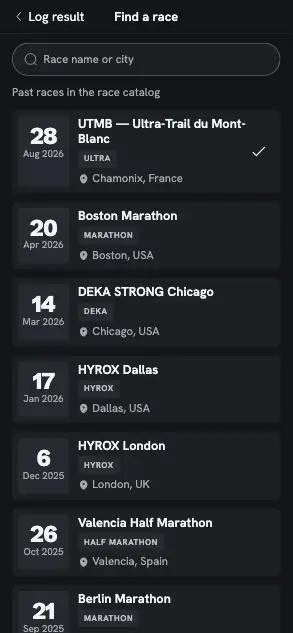 Log result
Find a race
Race name or city
Past races in the race catalog
28
Aug 2026
UTMB — Ultra-Trail du Mont-
Blanc
ULTRA
Chamonix, France
20
Apr 2026
Boston Marathon
MARATHON
Boston, USA
14
Mar 2026
DEKA STRONG Chicago
DEKA
Chicago, USA
17
Jan 2026
HYROX Dallas
HYROX
Dallas, USA
6
Dec 2025
HYROX London
HYROX
London, UK
26
Oct 2025
Valencia Half Marathon
HALF MARATHON
Valencia, Spain
21
Sep 2025
Berlin Marathon
MARATHON